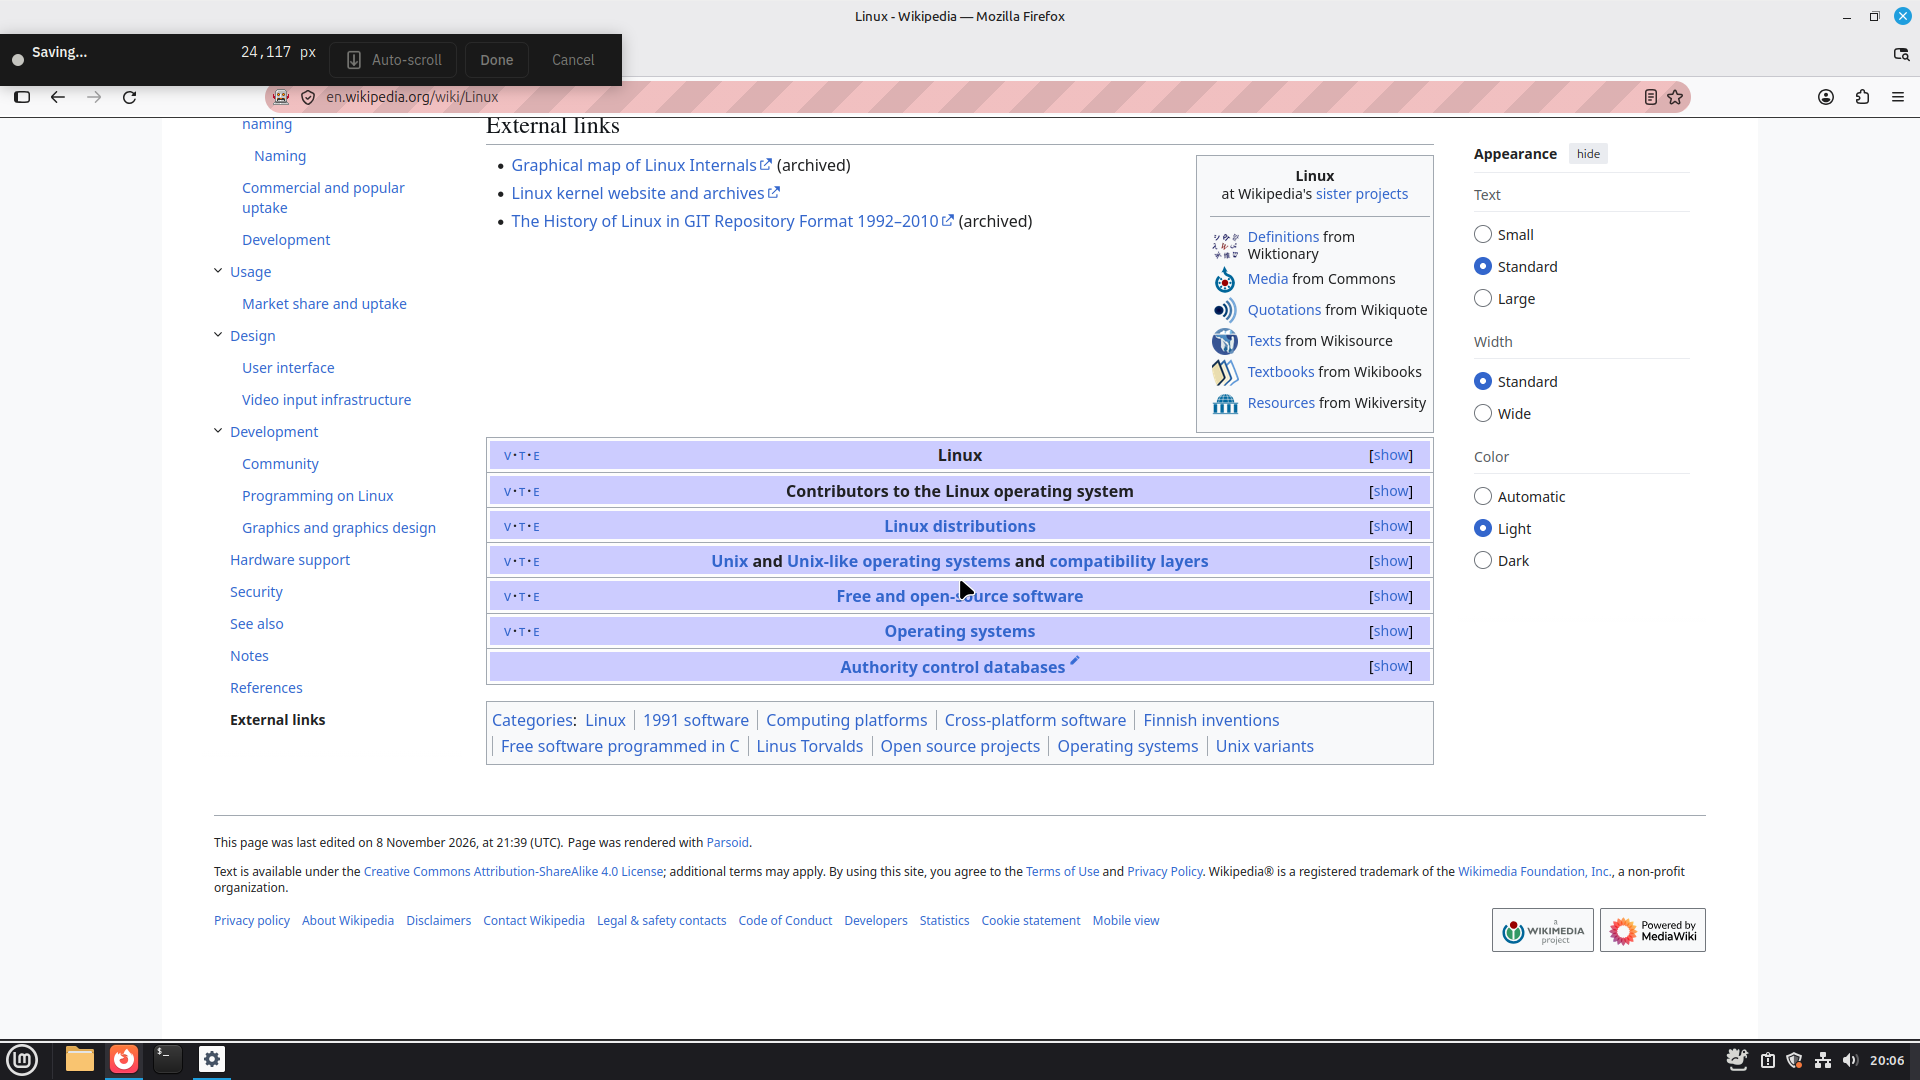 Linux - Wikipedia — Mozilla Firefox
Saving...
24,117 px
Auto-scroll
Done
Cancel
en.wikipedia.org/wiki/Linux
naming
Naming
Commercial and popular
uptake
Development
Usage
Market share and uptake
Design
User interface
Video input infrastructure
Development
Community
Programming on Linux
Graphics and graphics design
Hardware support
Security
See also
Notes
References
External links
External links
Graphical map of Linux Internals (archived)
Linux kernel website and archives
The History of Linux in GIT Repository Format 1992–2010 (archived)
Linux
at Wikipedia's sister projects
Definitions from
Wiktionary
Media from Commons
Quotations from Wikiquote
Texts from Wikisource
Textbooks from Wikibooks
Resources from Wikiversity
V·T·E Linux [show]
V·T·E Contributors to the Linux operating system [show]
V·T·E Linux distributions [show]
V·T·E Unix and Unix-like operating systems and compatibility layers [show]
V·T·E Free and open-source software [show]
V·T·E Operating systems [show]
Authority control databases [show]
Categories: Linux | 1991 software | Computing platforms | Cross-platform software | Finnish inventions
| Free software programmed in C | Linus Torvalds | Open source projects | Operating systems | Unix variants
Appearance hide
Text
Small
Standard
Large
Width
Standard
Wide
Color
Automatic
Light
Dark
This page was last edited on 8 November 2026, at 21:39 (UTC). Page was rendered with Parsoid.
Text is available under the Creative Commons Attribution-ShareAlike 4.0 License; additional terms may apply. By using this site, you agree to the Terms of Use and Privacy Policy. Wikipedia® is a registered trademark of the Wikimedia Foundation, Inc., a non-profit
organization.
Privacy policy About Wikipedia Disclaimers Contact Wikipedia Legal & safety contacts Code of Conduct Developers Statistics Cookie statement Mobile view
a
WIKIMEDIA
project
Powered by
MediaWiki
20:06